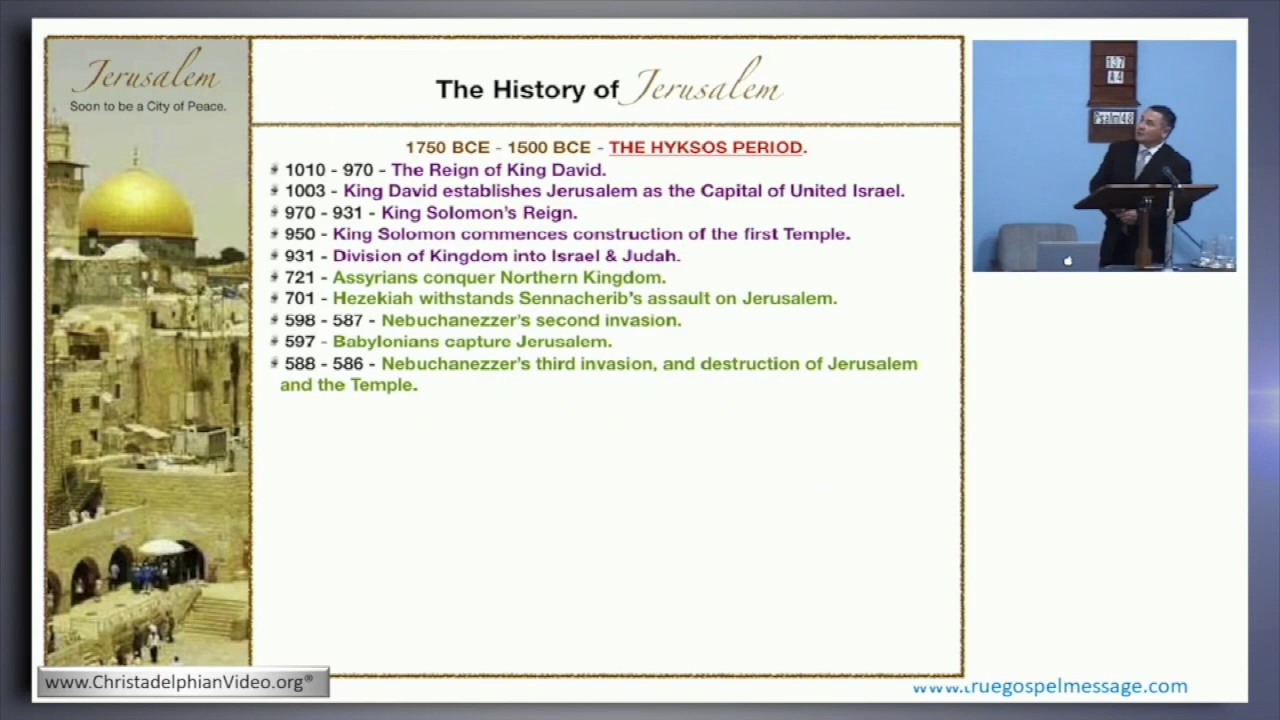 Jerusalem
Soon to be a City of Peace.
The History of Jerusalem
1750 BCE - 1500 BCE - THE HYKSOS PERIOD.
1010 - 970 - The Reign of King David.
1003 - King David establishes Jerusalem as the Capital of United Israel.
970 - 931 - King Solomon's Reign.
950 - King Solomon commences construction of the first Temple.
931 - Division of Kingdom into Israel & Judah.
721 - Assyrians conquer Northern Kingdom.
701 - Hezekiah withstands Sennacherib's assault on Jerusalem.
598 - 587 - Nebuchanezzer's second invasion.
597 - Babylonians capture Jerusalem.
588 - 586 - Nebuchanezzer's third invasion, and destruction of Jerusalem
and the Temple.
137
44
Psalm 48
www.ChristadelphianVideo.org®
www.truegospelmessage.com